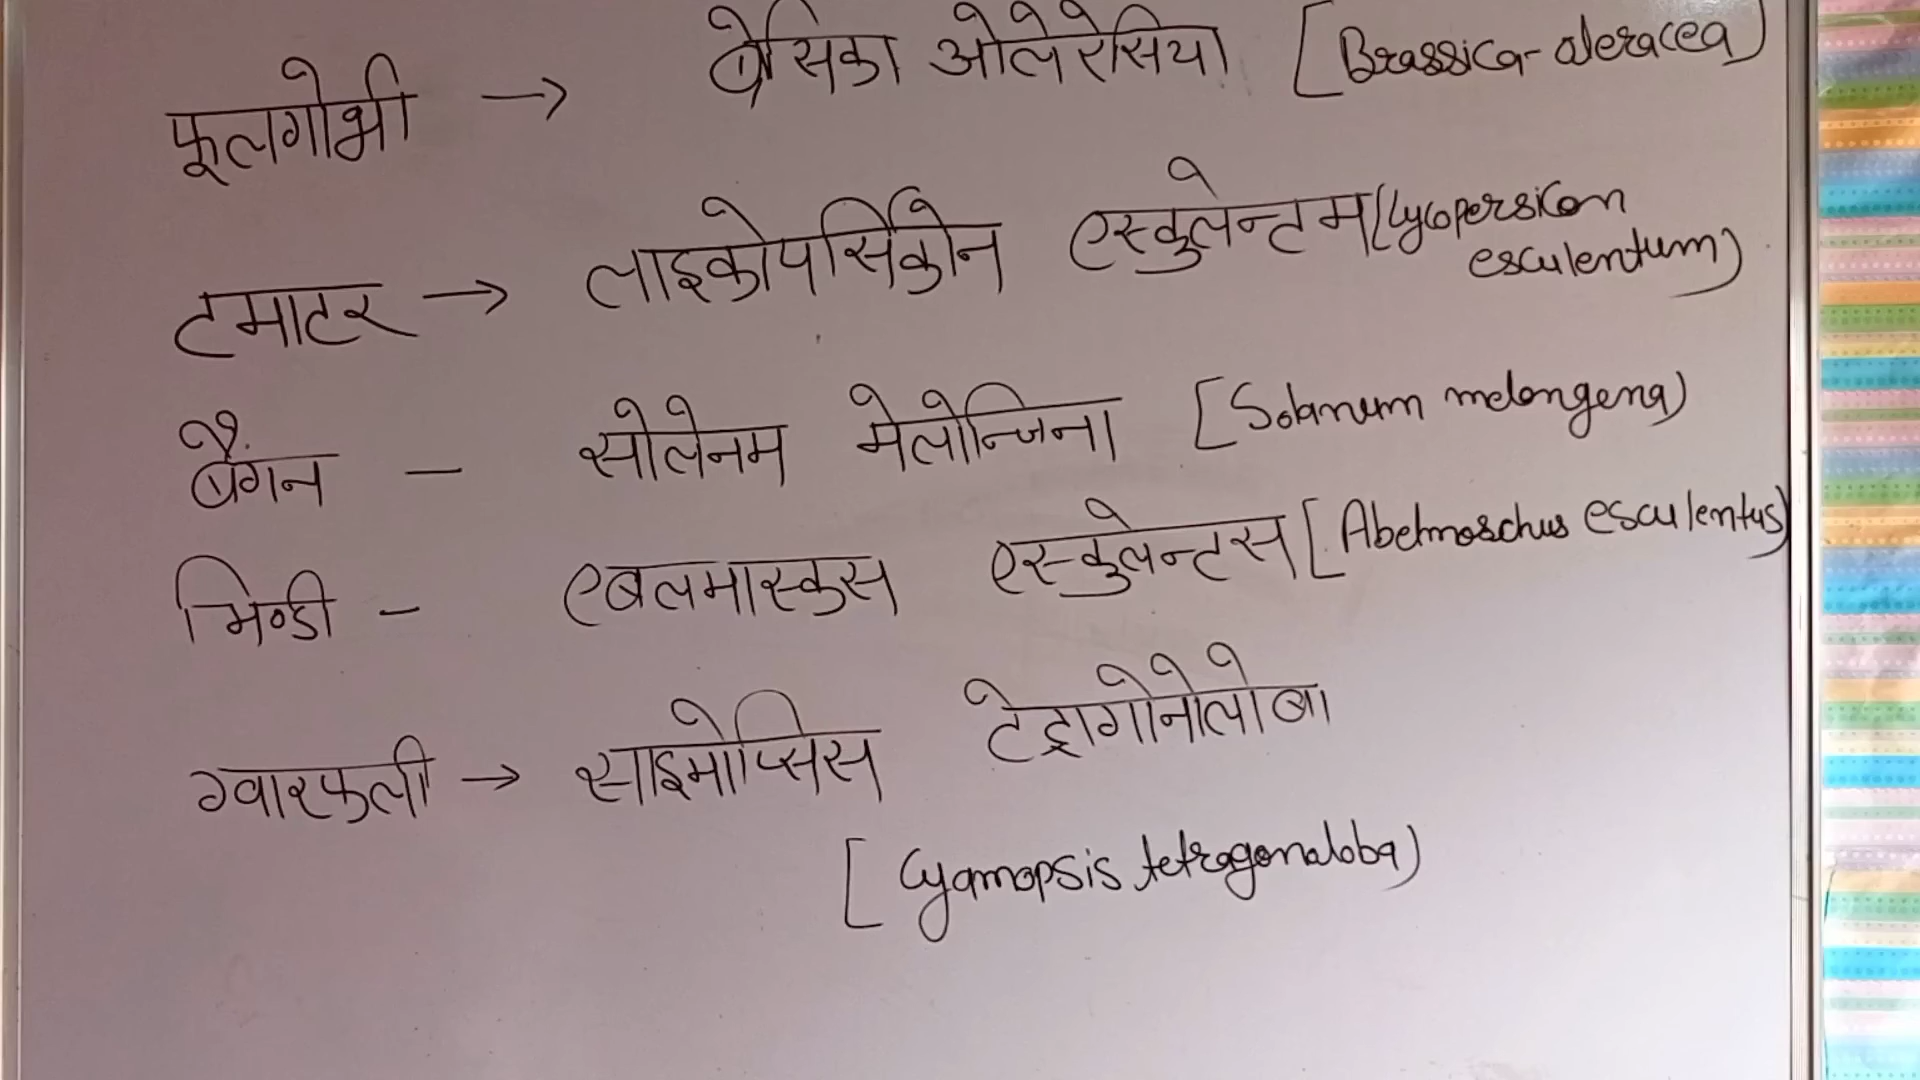 फूलगोभी → ब्रेसिका ओलेरेसिया [Brassica-oleracea)
टमाटर → लाइकोपर्सिकोन एस्कुलेन्टम (Lycopersicon
esculentum)
बैंगन - सोलेनम मेलोन्जिना [Solanum melongena)
भिण्डी - एबलमास्कस एस्कुलेन्टस [Abelmoschus esculentus)
ग्वारफली → साइमोप्सिस टेट्रागोनोलोबा
[Cyamopsis tetragonaloba)